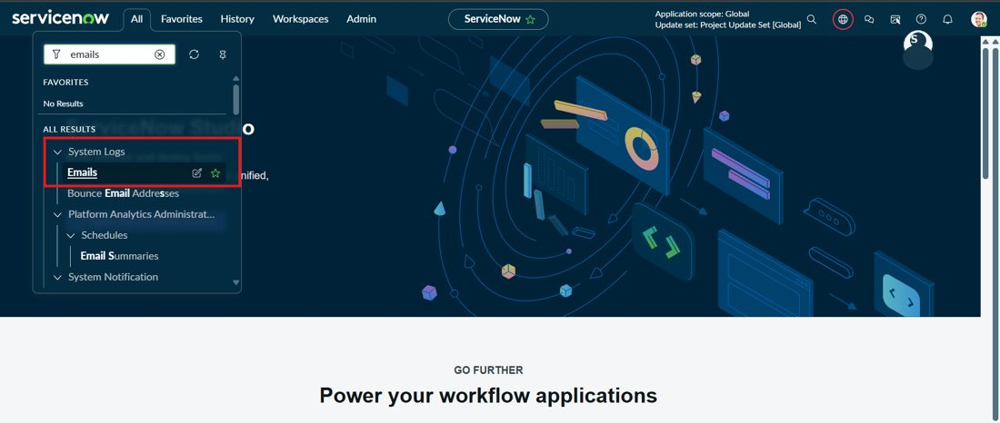 servicenow All Favorites History Workspaces Admin ServiceNow Application scope: Global
Update set: Project Update Set [Global]
emails
S
FAVORITES
No Results
ALL RESULTS
System Logs
Emails
nified,
Bounce Email Addresses
Platform Analytics Administrat...
Schedules
Email Summaries
System Notification
GO FURTHER
Power your workflow applications